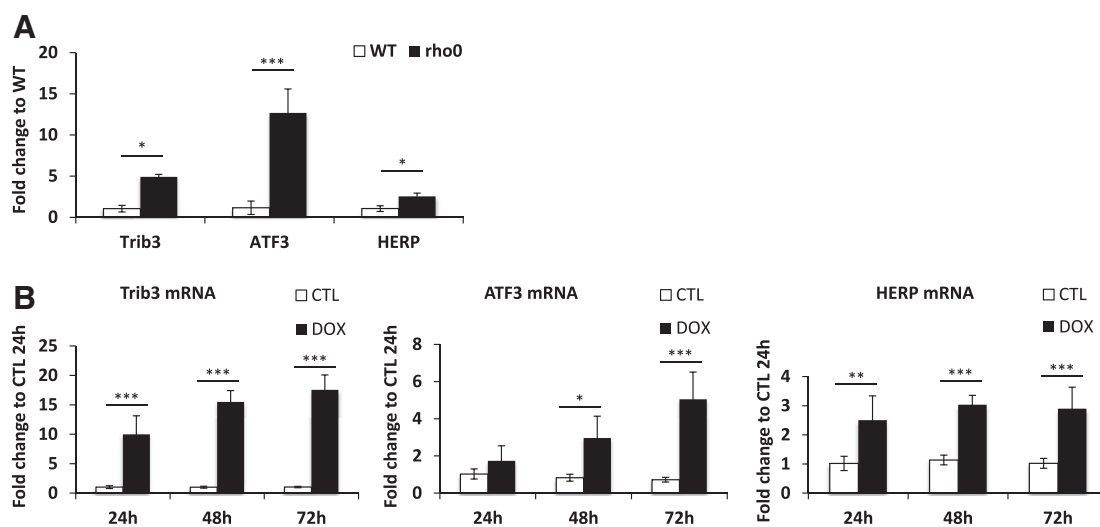 A
Fold change to WT
20
15
10
5
0
WT rho0
*
***
*
Trib3 ATF3 HERP
B
Trib3 mRNA
CTL
DOX
Fold change to CTL 24h
25
20
15
10
5
0
***
***
***
24h 48h 72h
ATF3 mRNA
CTL
DOX
Fold change to CTL 24h
8
6
4
2
0
*
***
24h 48h 72h
HERP mRNA
CTL
DOX
Fold change to CTL 24h
4
3
2
1
0
**
***
***
24h 48h 72h